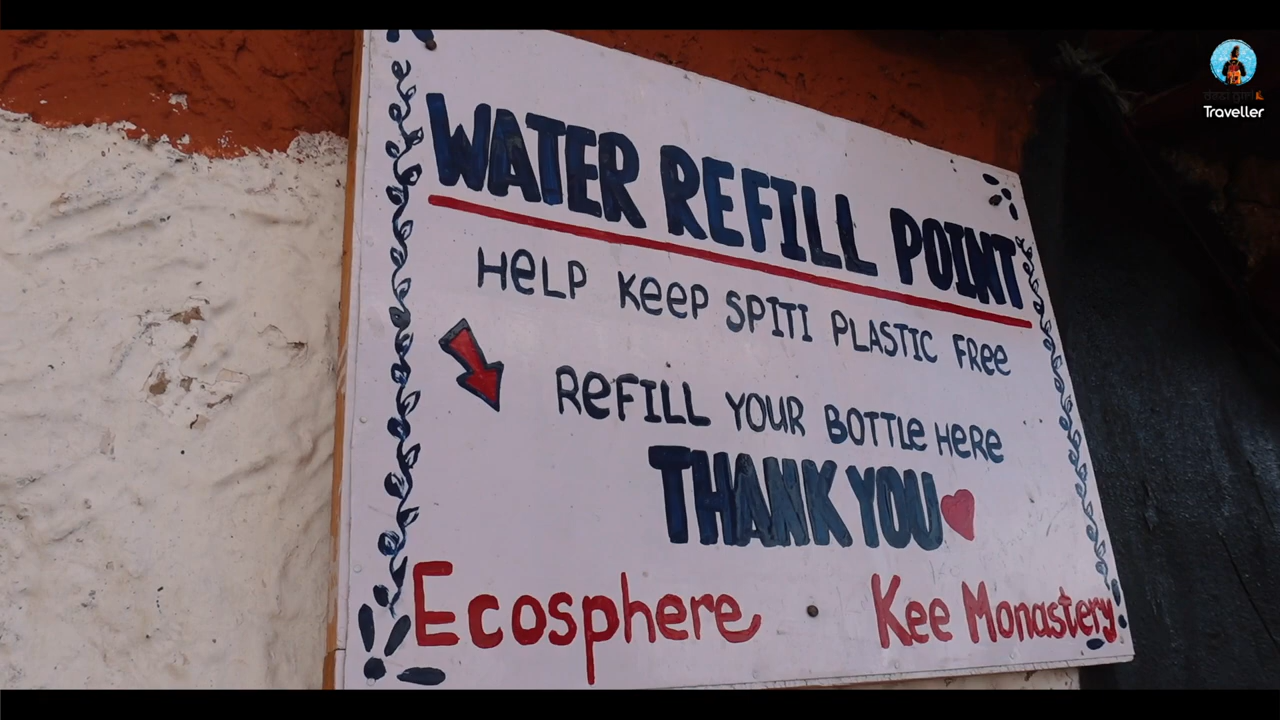 WATER REFILL POINT
HELP KEEP SPITI PLASTIC FREE
REFILL YOUR BOTTLE HERE
THANK YOU
Ecosphere Kee Monastery
Traveller